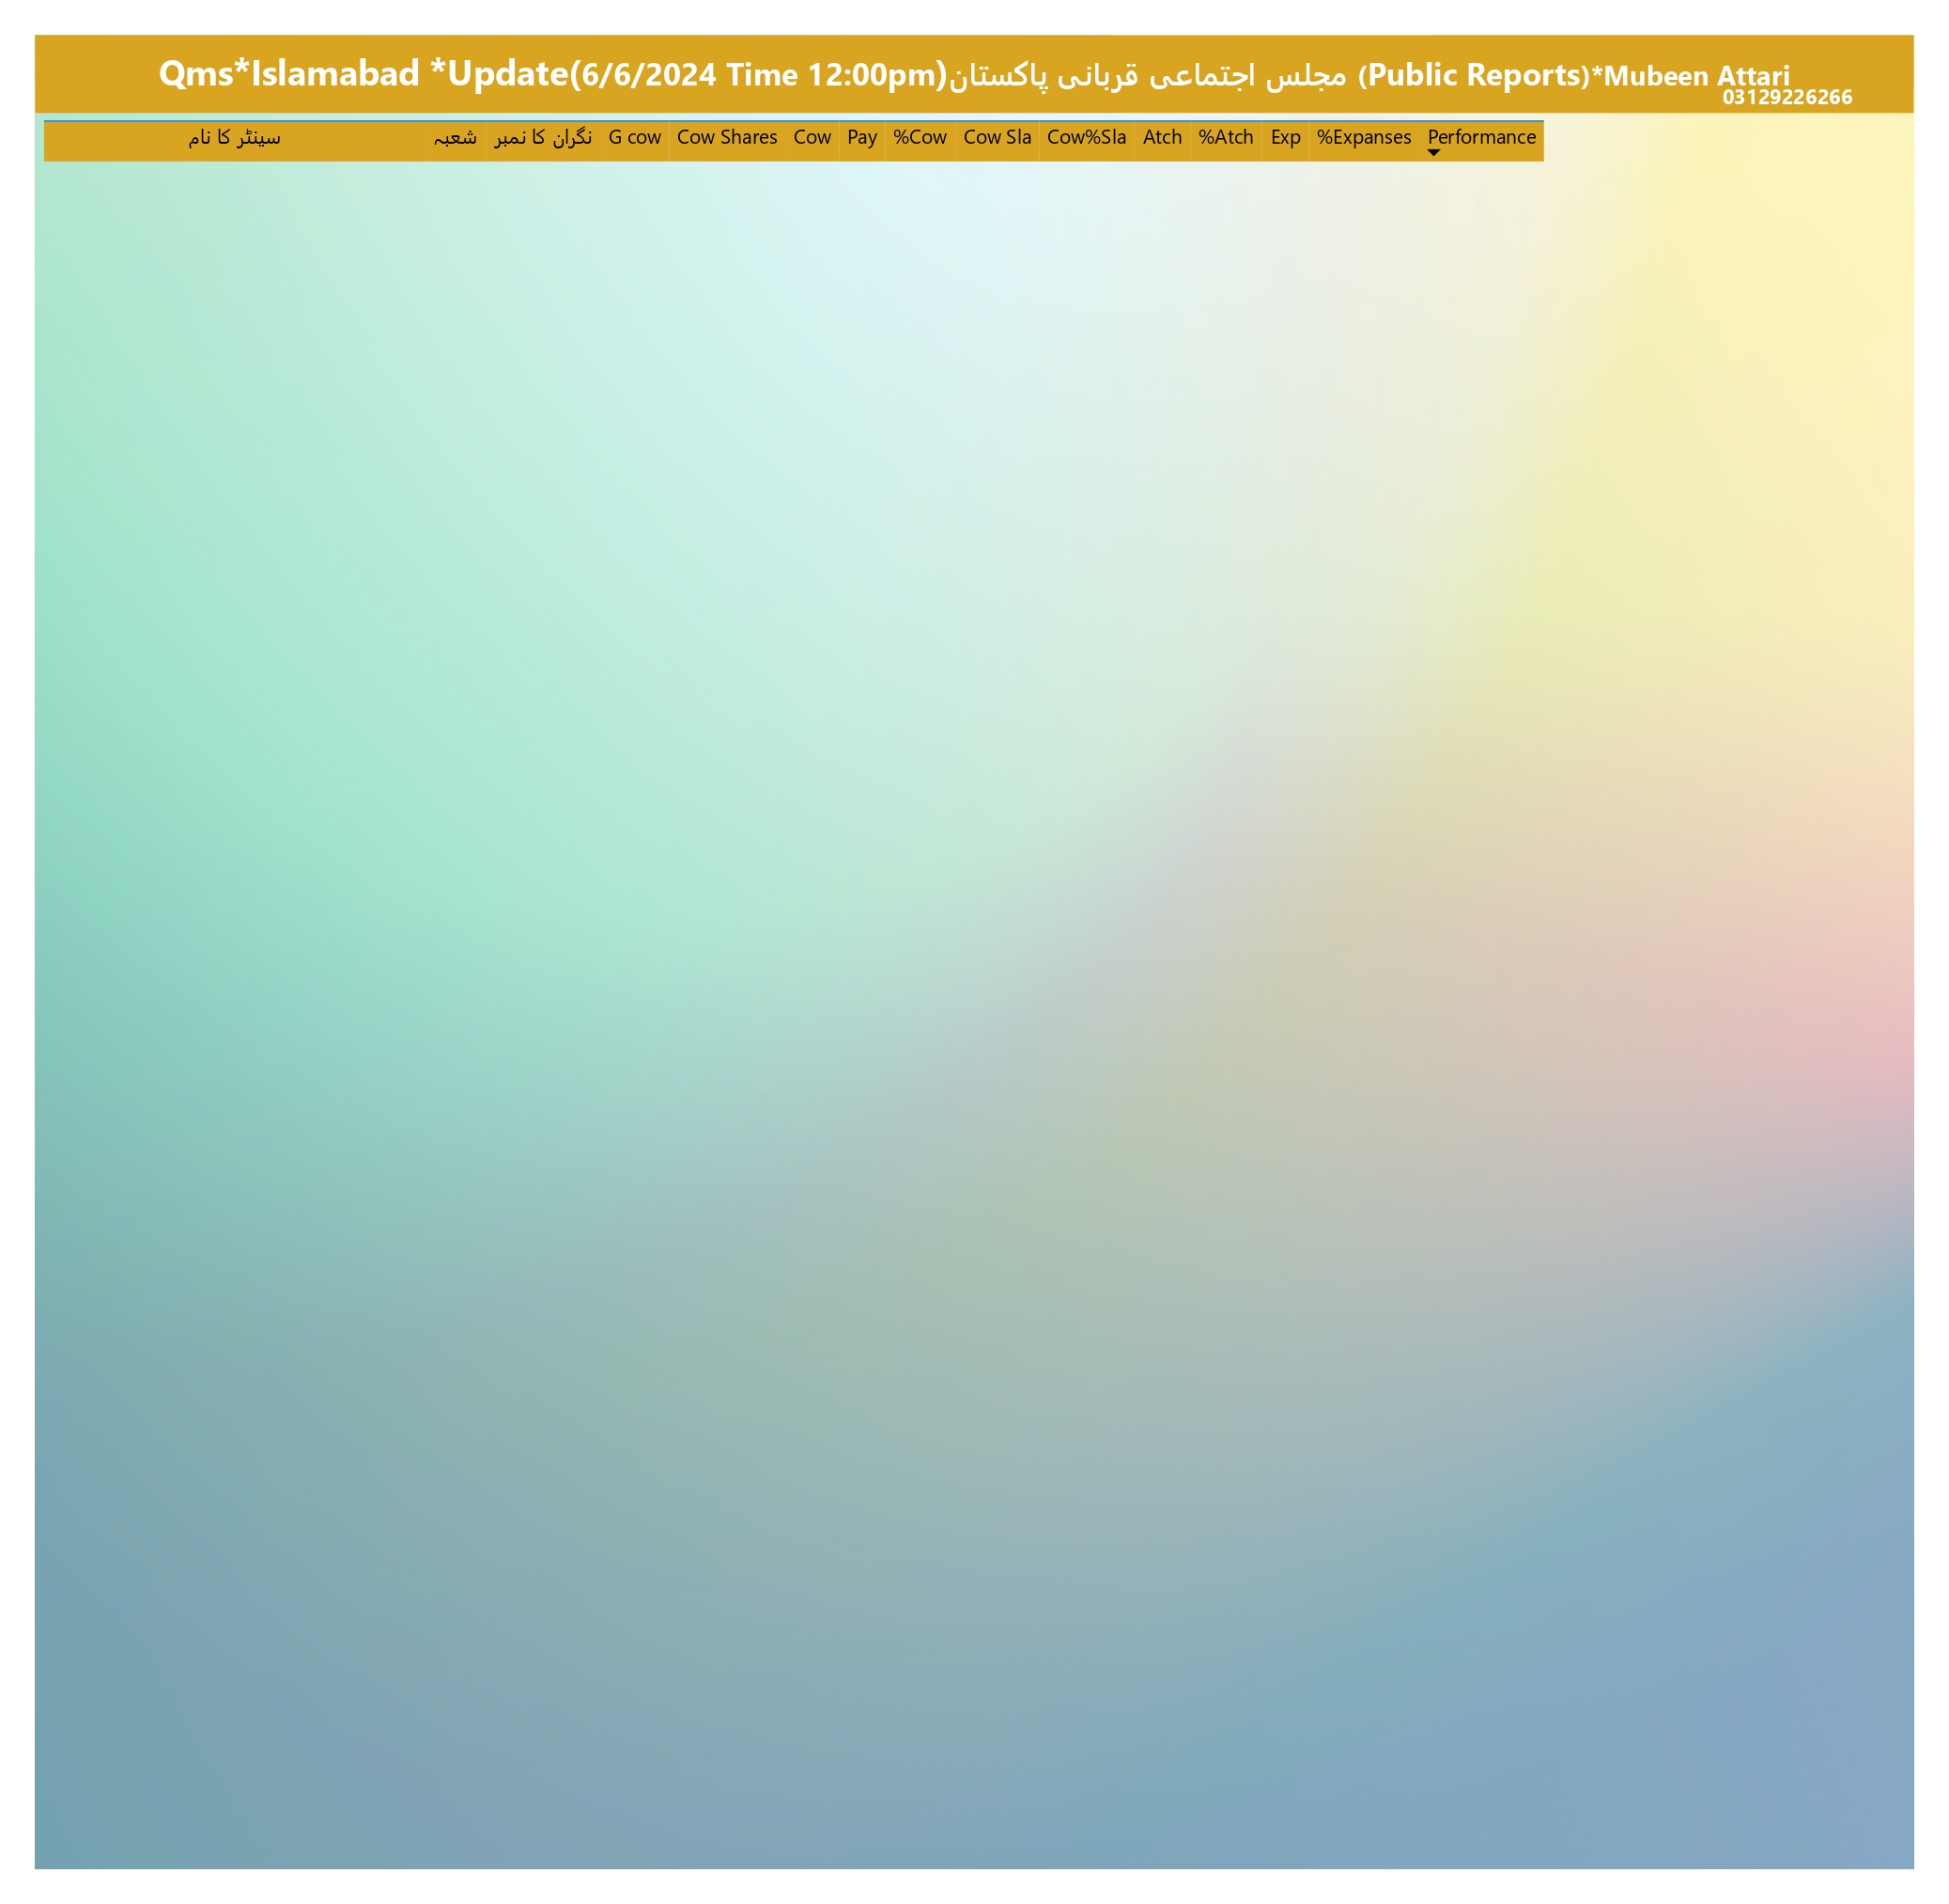 Qms*Islamabad *Update(6/6/2024 Time 12:00pm)مجلس اجتماعی قربانی پاکستان (Public Reports)*Mubeen Attari
03129226266
سینٹر کا نام شعبہ نگران کا نمبر G cow Cow Shares Cow Pay %Cow Cow Sla Cow%Sla Atch %Atch Exp %Expanses Performance